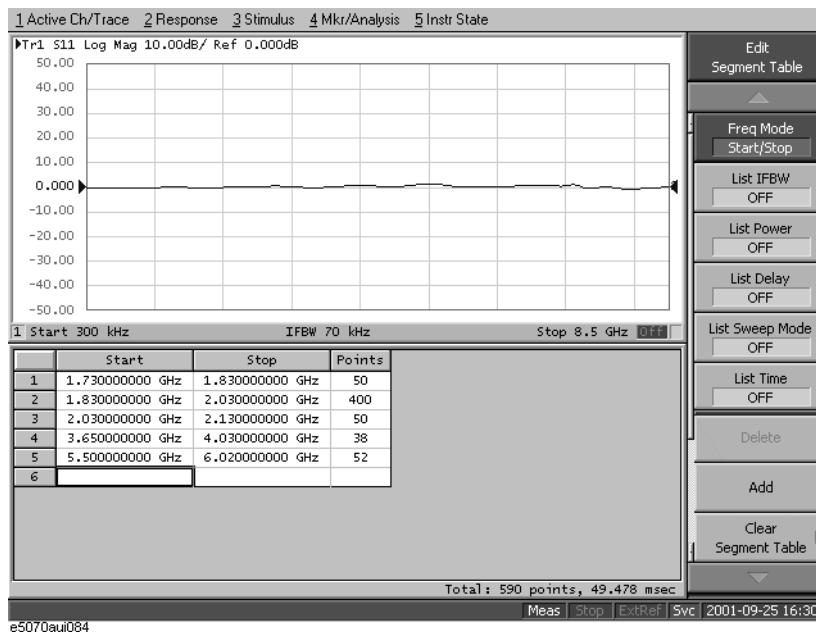 1 Active Ch/Trace 2 Response 3 Stimulus 4 Mkr/Analysis 5 Instr State
Tr1 S11 Log Mag 10.00dB/ Ref 0.000dB
50.00
40.00
30.00
20.00
10.00
0.000
-10.00
-20.00
-30.00
-40.00
-50.00
1 Start 300 kHz IFBW 70 kHz Stop 8.5 GHz Off
Start Stop Points
1 1.730000000 GHz 1.830000000 GHz 50
2 1.830000000 GHz 2.030000000 GHz 400
3 2.030000000 GHz 2.130000000 GHz 50
4 3.650000000 GHz 4.030000000 GHz 38
5 5.500000000 GHz 6.020000000 GHz 52
6
Total: 590 points, 49.478 msec
Edit
Segment Table
Freq Mode
Start/Stop
List IFBW
OFF
List Power
OFF
List Delay
OFF
List Sweep Mode
OFF
List Time
OFF
Delete
Add
Clear
Segment Table
Meas Stop ExtRef Svc 2001-09-25 16:30
e5070aui084